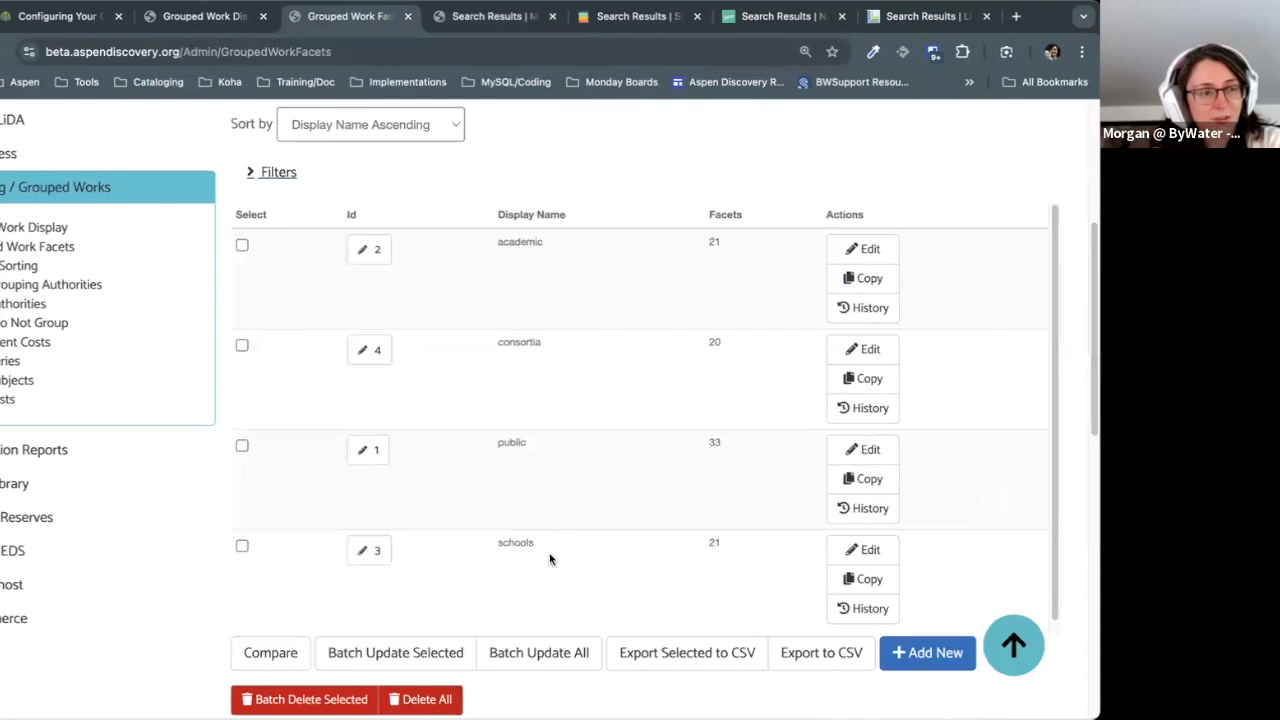 Configuring Your
Grouped Work Dis
Grouped Work Fac
Search Results | M
Search Results | S
Search Results | N
Search Results | Li
beta.aspendiscovery.org/Admin/GroupedWorkFacets
9+
Aspen
Tools
Cataloging
Koha
Training/Doc
Implementations
MySQL/Coding
Monday Boards
Aspen Discovery R...
BWSupport Resou...
»
All Bookmarks
LiDA
ess
g / Grouped Works
Work Display
d Work Facets
Sorting
ouping Authorities
uthorities
o Not Group
ent Costs
ries
ubjects
sts
ion Reports
brary
Reserves
EDS
host
merce
Sort by
Display Name Ascending
Filters
Select
Id
Display Name
Facets
Actions
2
academic
21
Edit
Copy
History
4
consortia
20
Edit
Copy
History
1
public
33
Edit
Copy
History
3
schools
21
Edit
Copy
History
Compare
Batch Update Selected
Batch Update All
Export Selected to CSV
Export to CSV
Add New
Batch Delete Selected
Delete All
Morgan @ ByWater -...